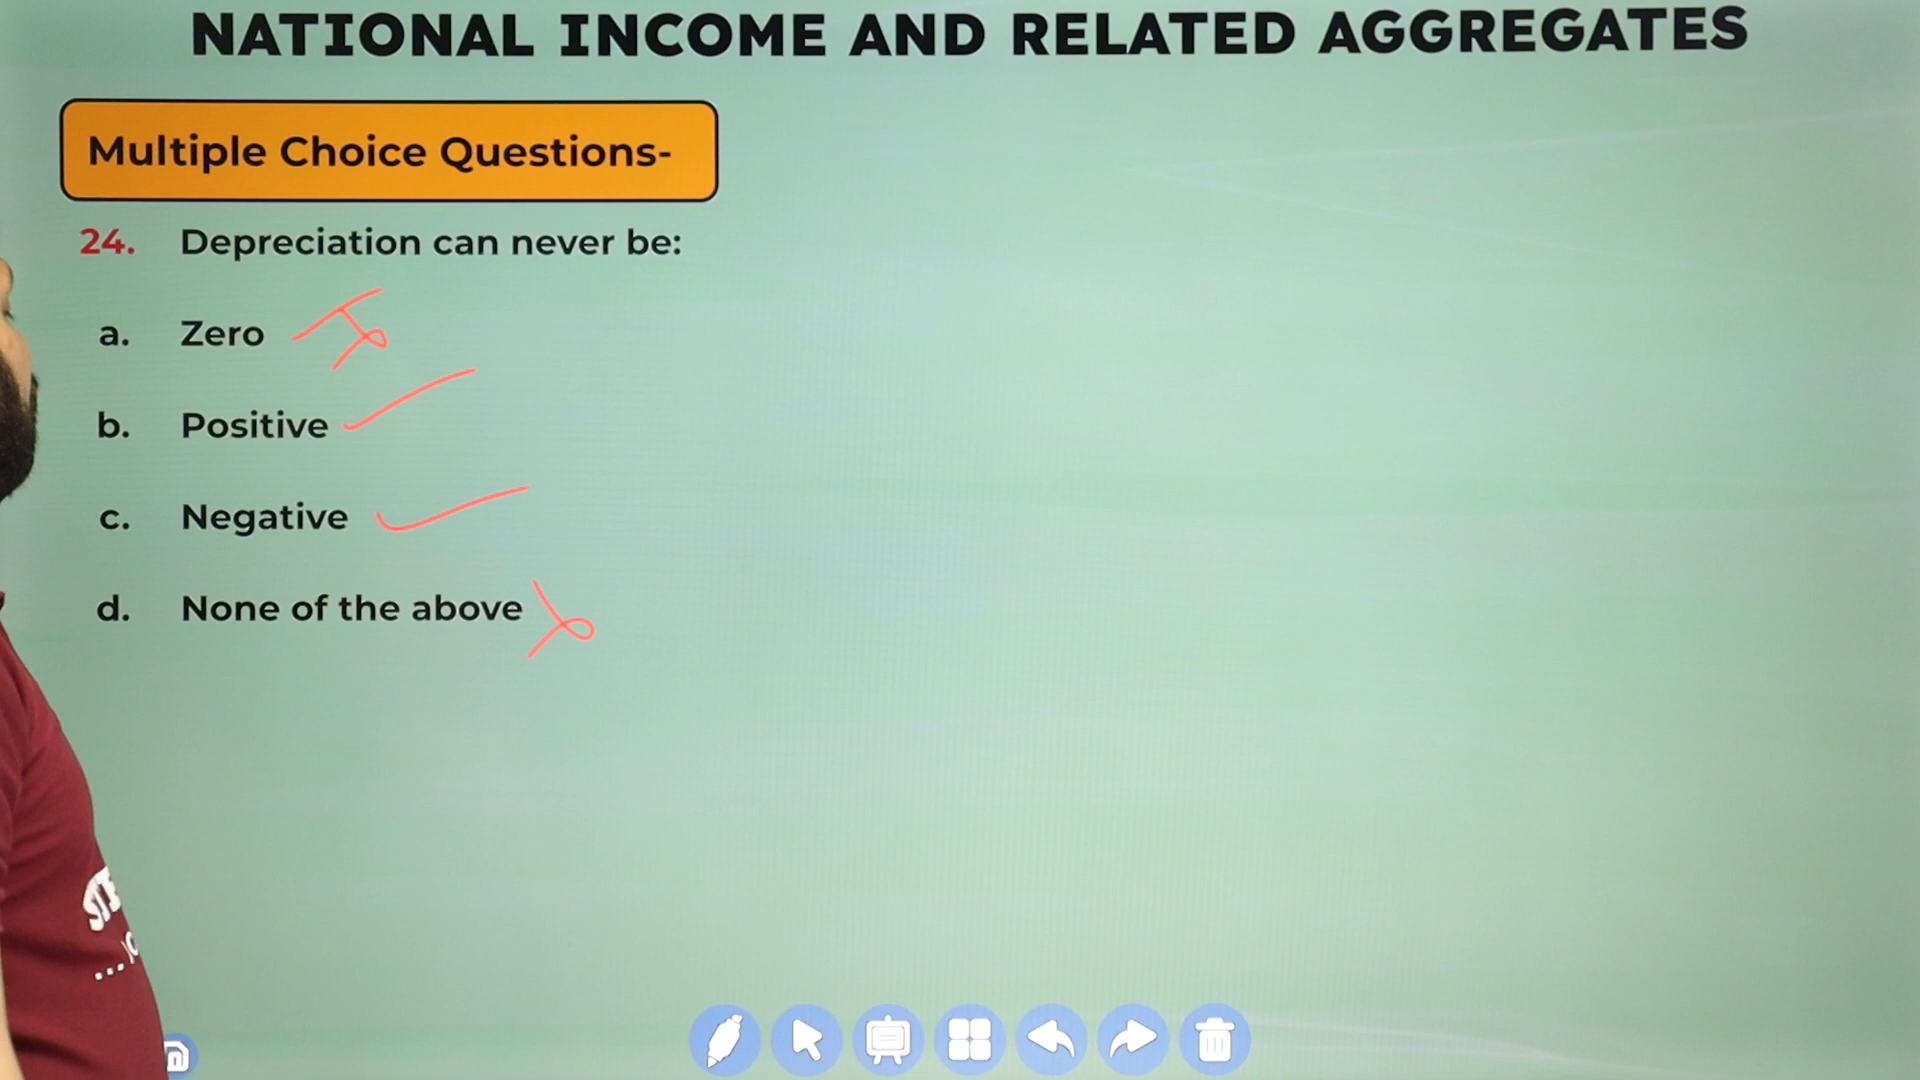 NATIONAL INCOME AND RELATED AGGREGATES
Multiple Choice Questions-
24. Depreciation can never be:
a. Zero
b. Positive
c. Negative
d. None of the above